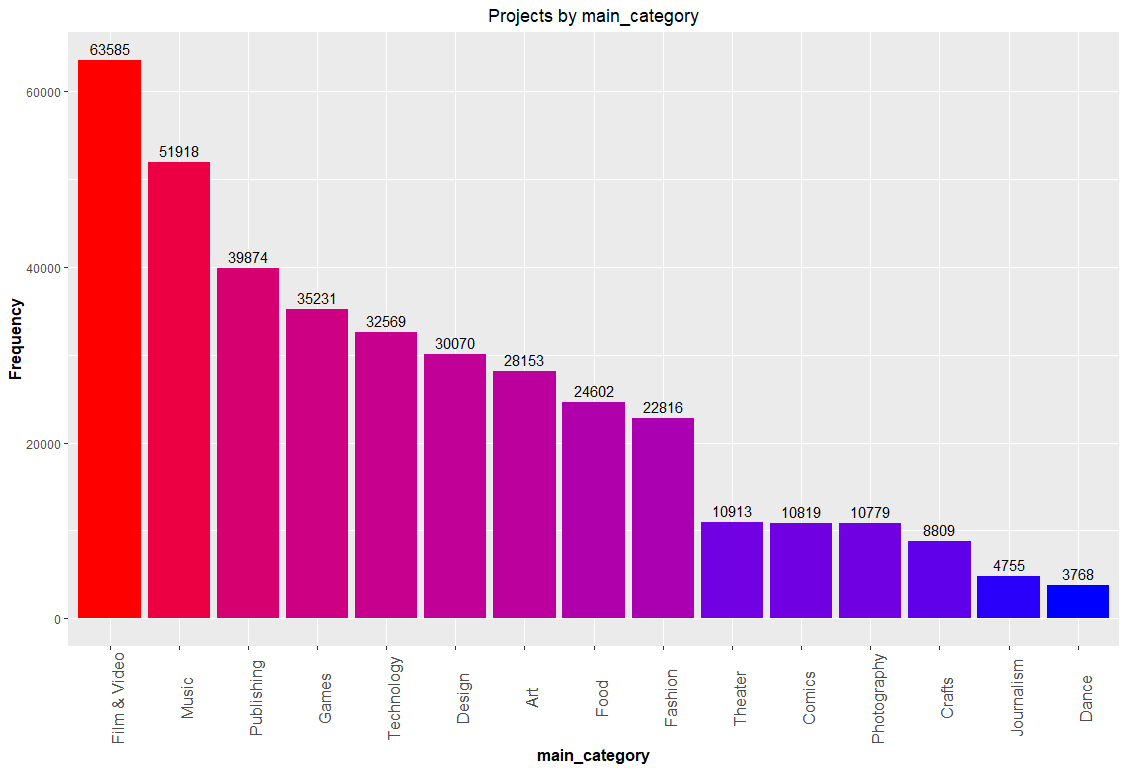 Projects by main_category
63585
51918
39874
35231
32569
30070
28153
24602
22816
10913
10819
10779
8809
4755
3768
60000
40000
20000
0
Frequency
Film & Video
Music
Publishing
Games
Technology
Design
Art
Food
Fashion
Theater
Comics
Photography
Crafts
Journalism
Dance
main_category